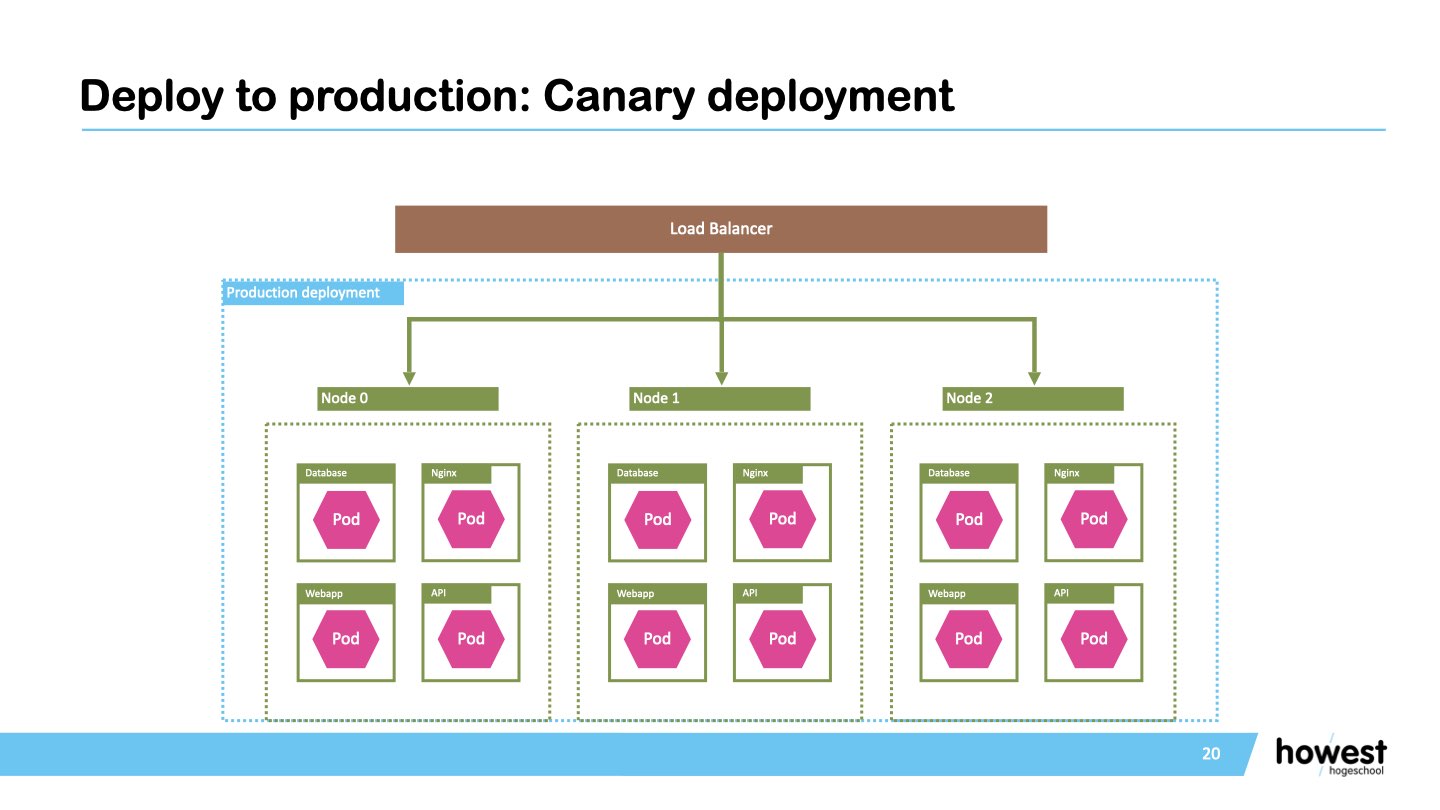 Deploy to production: Canary deployment
Load Balancer
Production deployment
Node 0
Node 1
Node 2
Database
Nginx
Database
Nginx
Database
Nginx
Pod
Pod
Pod
Pod
Pod
Pod
Webapp
API
Webapp
API
Webapp
API
Pod
Pod
Pod
Pod
Pod
Pod
20
howest
hogeschool